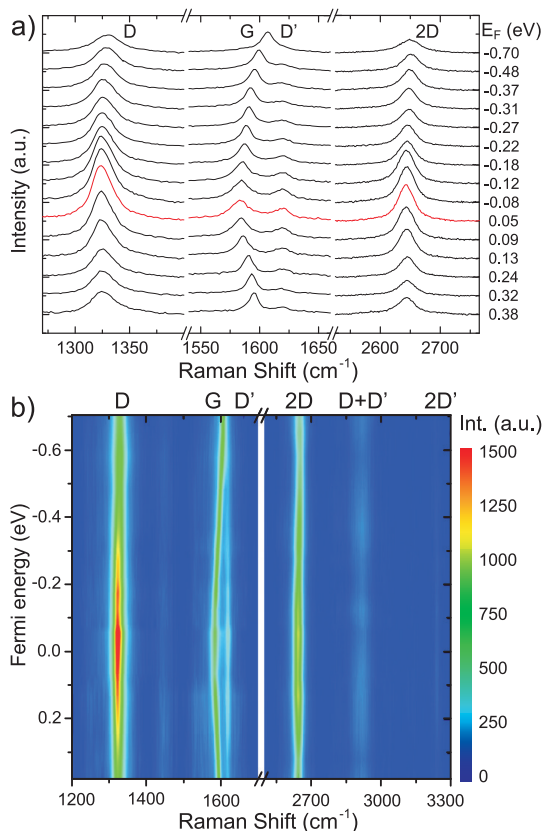 a)
D
G
D'
2D
E_F (eV)
-0.70
-0.48
-0.37
-0.31
-0.27
-0.22
-0.18
-0.12
-0.08
0.05
0.09
0.13
0.24
0.32
0.38
Intensity (a.u.)
1300 1350 1550 1600 1650 2650 2700
Raman Shift (cm⁻¹)
b)
D G D' 2D D+D' 2D' Int. (a.u.)
-0.6
-0.4
-0.2
0.0
0.2
Fermi energy (eV)
1500
1250
1000
750
500
250
0
1200 1400 1600 2700 3000 3300
Raman Shift (cm⁻¹)